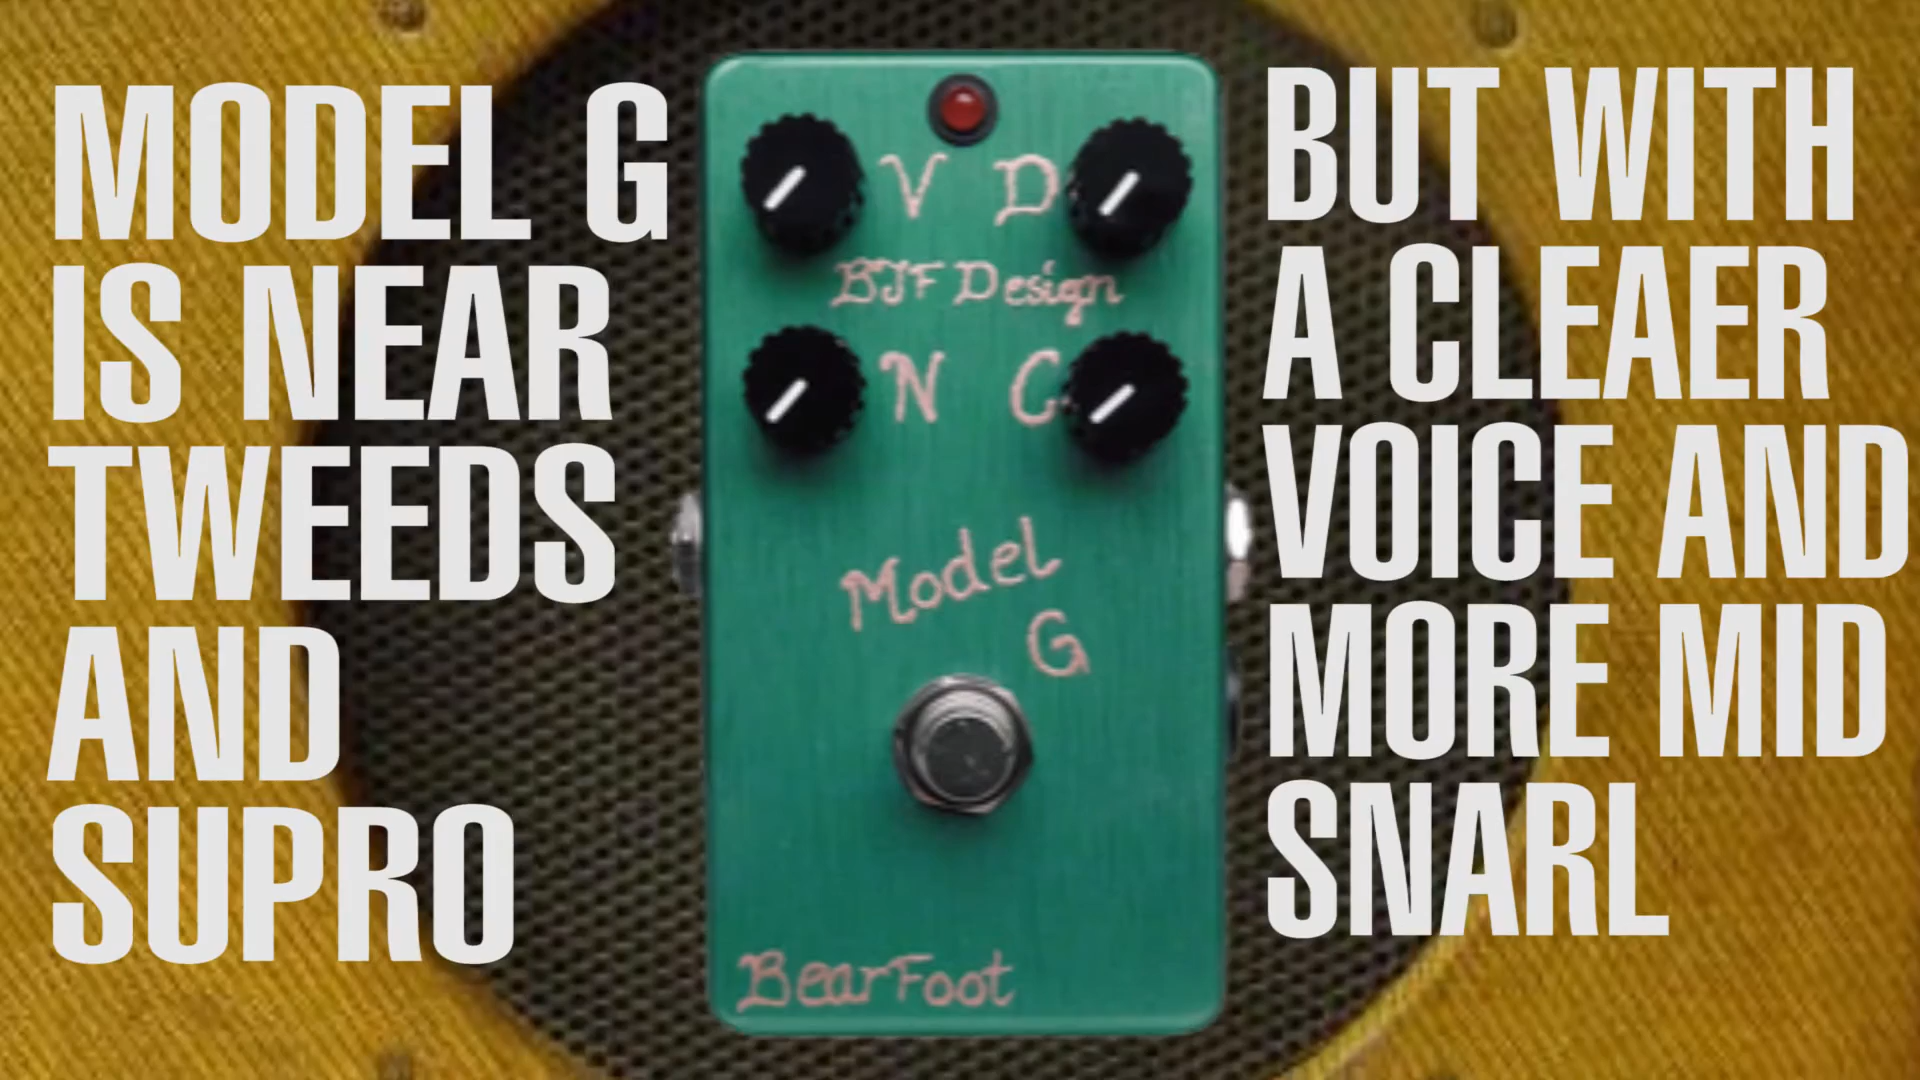 MODEL G
IS NEAR
TWEEDS
AND
SUPRO
V D
BJF Design
N C
Model
G
BearFoot
BUT WITH
A CLEAER
VOICE AND
MORE MID
SNARL